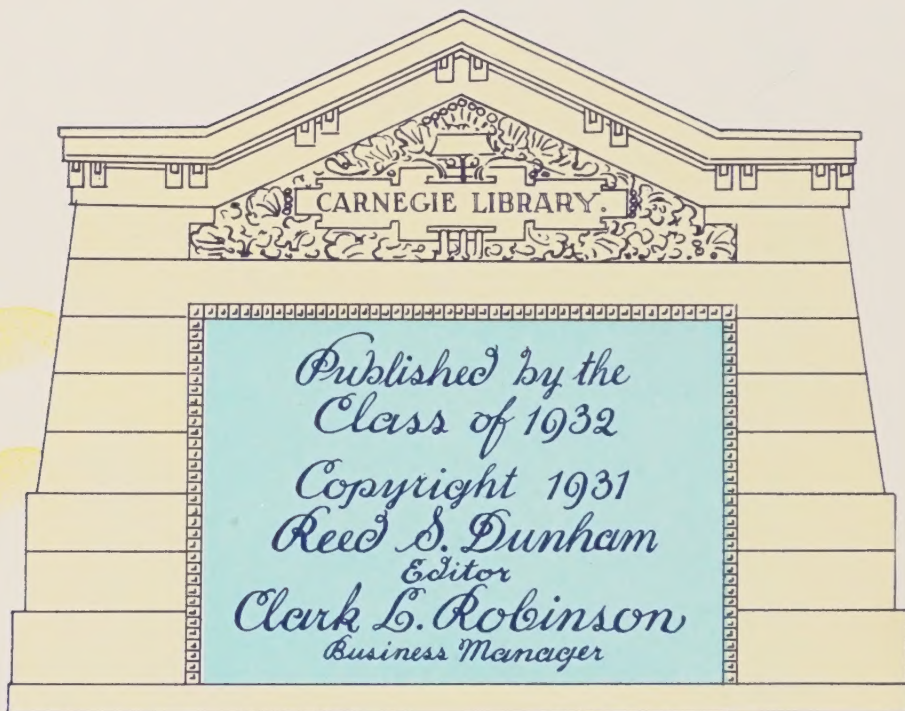 CARNEGIE LIBRARY.
Published by the
Class of 1932
Copyright 1931
Reed S. Dunham
Editor
Clark L. Robinson
Business Manager